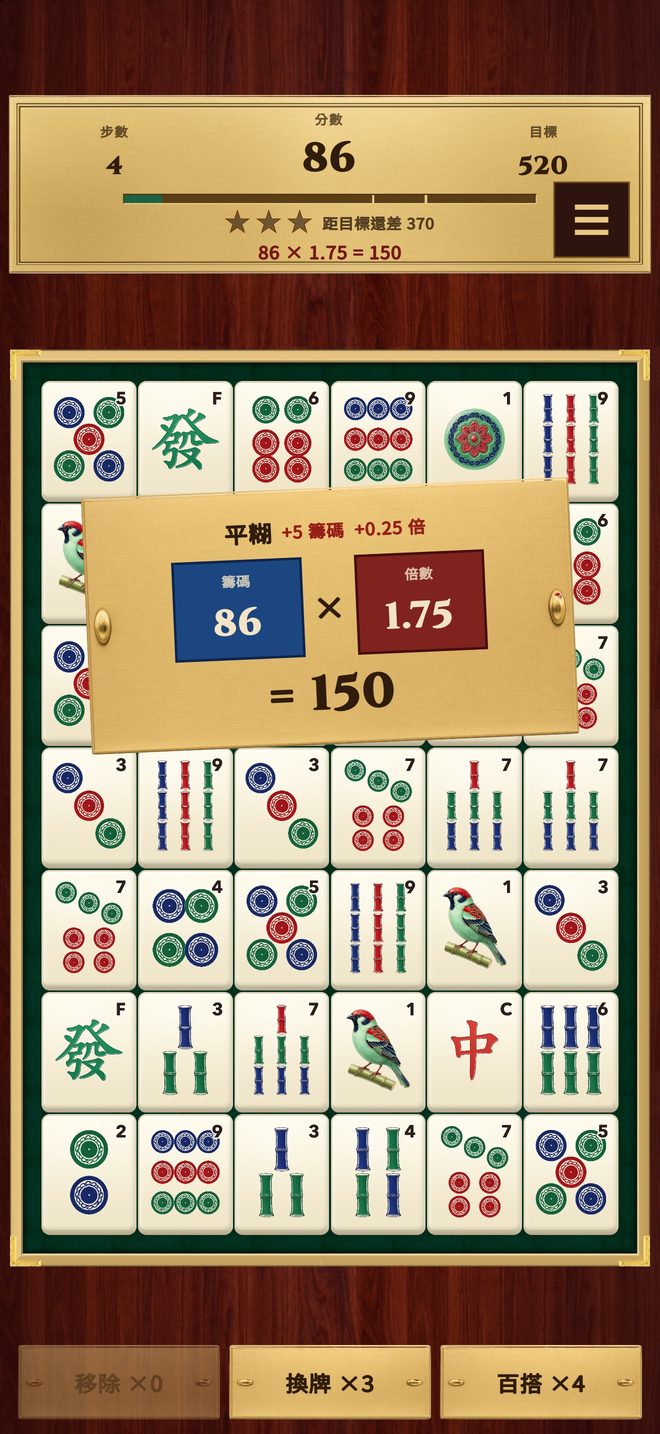 步數 分數 目標
4 86 520
距目標還差 370
86 × 1.75 = 150
5 F 6 9 1 9
發
6
平糊 +5 籌碼 +0.25 倍
籌碼 倍數
86 × 1.75
= 150
7
3 9 3 7 7 7
7 4 5 9 1 3
F 3 7 1 C 6
發 中
2 9 3 4 7 5
移除 ×0 換牌 ×3 百搭 ×4